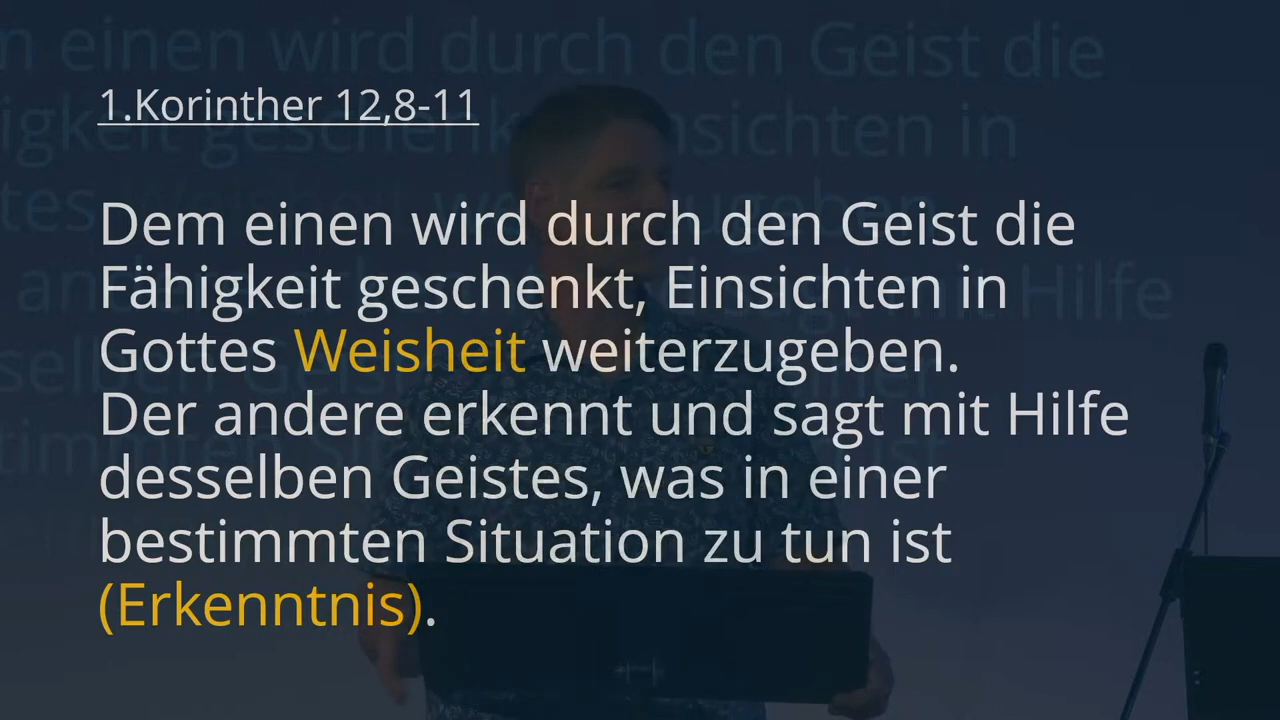 1.Korinther 12,8-11
Dem einen wird durch den Geist die
Fähigkeit geschenkt, Einsichten in
Gottes Weisheit weiterzugeben.
Der andere erkennt und sagt mit Hilfe
desselben Geistes, was in einer
bestimmten Situation zu tun ist
(Erkenntnis).